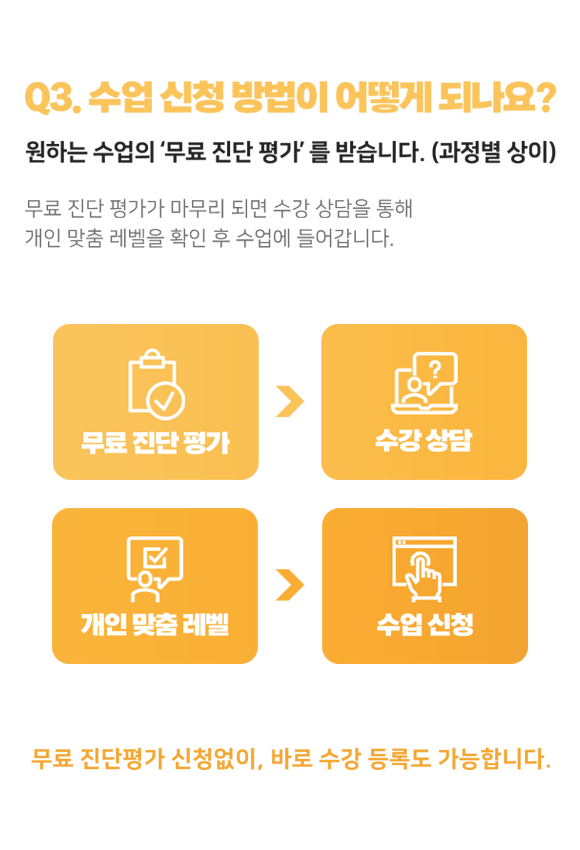 Q3. 수업 신청 방법이 어떻게 되나요?
원하는 수업의 ‘무료 진단 평가’ 를 받습니다. (과정별 상이)
무료 진단 평가가 마무리 되면 수강 상담을 통해
개인 맞춤 레벨을 확인 후 수업에 들어갑니다.
?
무료 진단 평가
수강 상담
개인 맞춤 레벨
수업 신청
무료 진단평가 신청없이, 바로 수강 등록도 가능합니다.